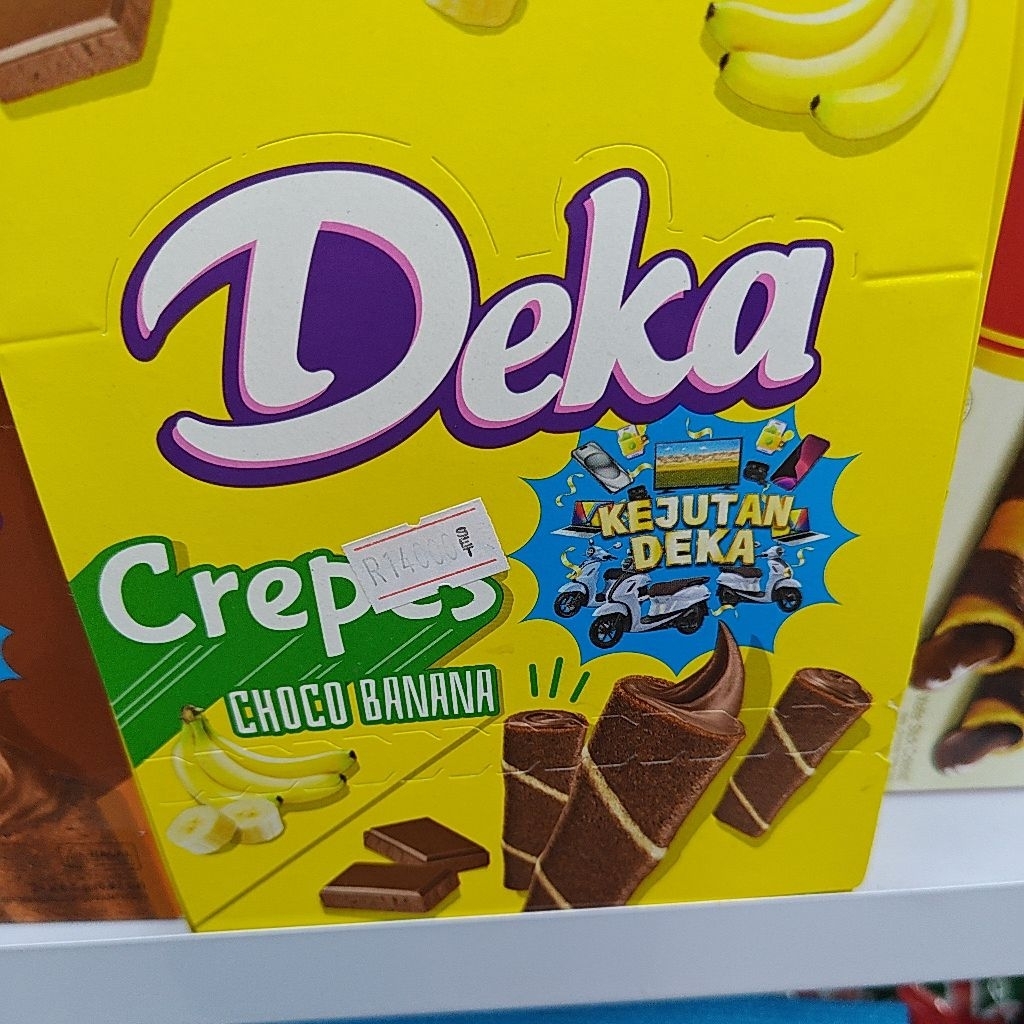 Deka
KEJUTAN
DEKA
Crepes
CHOCO BANANA